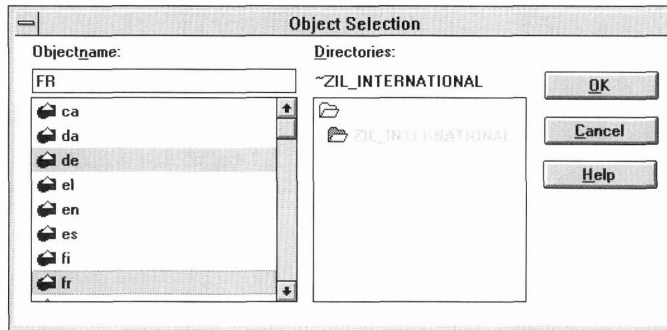 Object Selection
Objectname:
FR
ca
da
de
el
en
es
fi
fr
Directories:
~ZIL_INTERNATIONAL
ZIL_INTERNATIONAL
OK
Cancel
Help